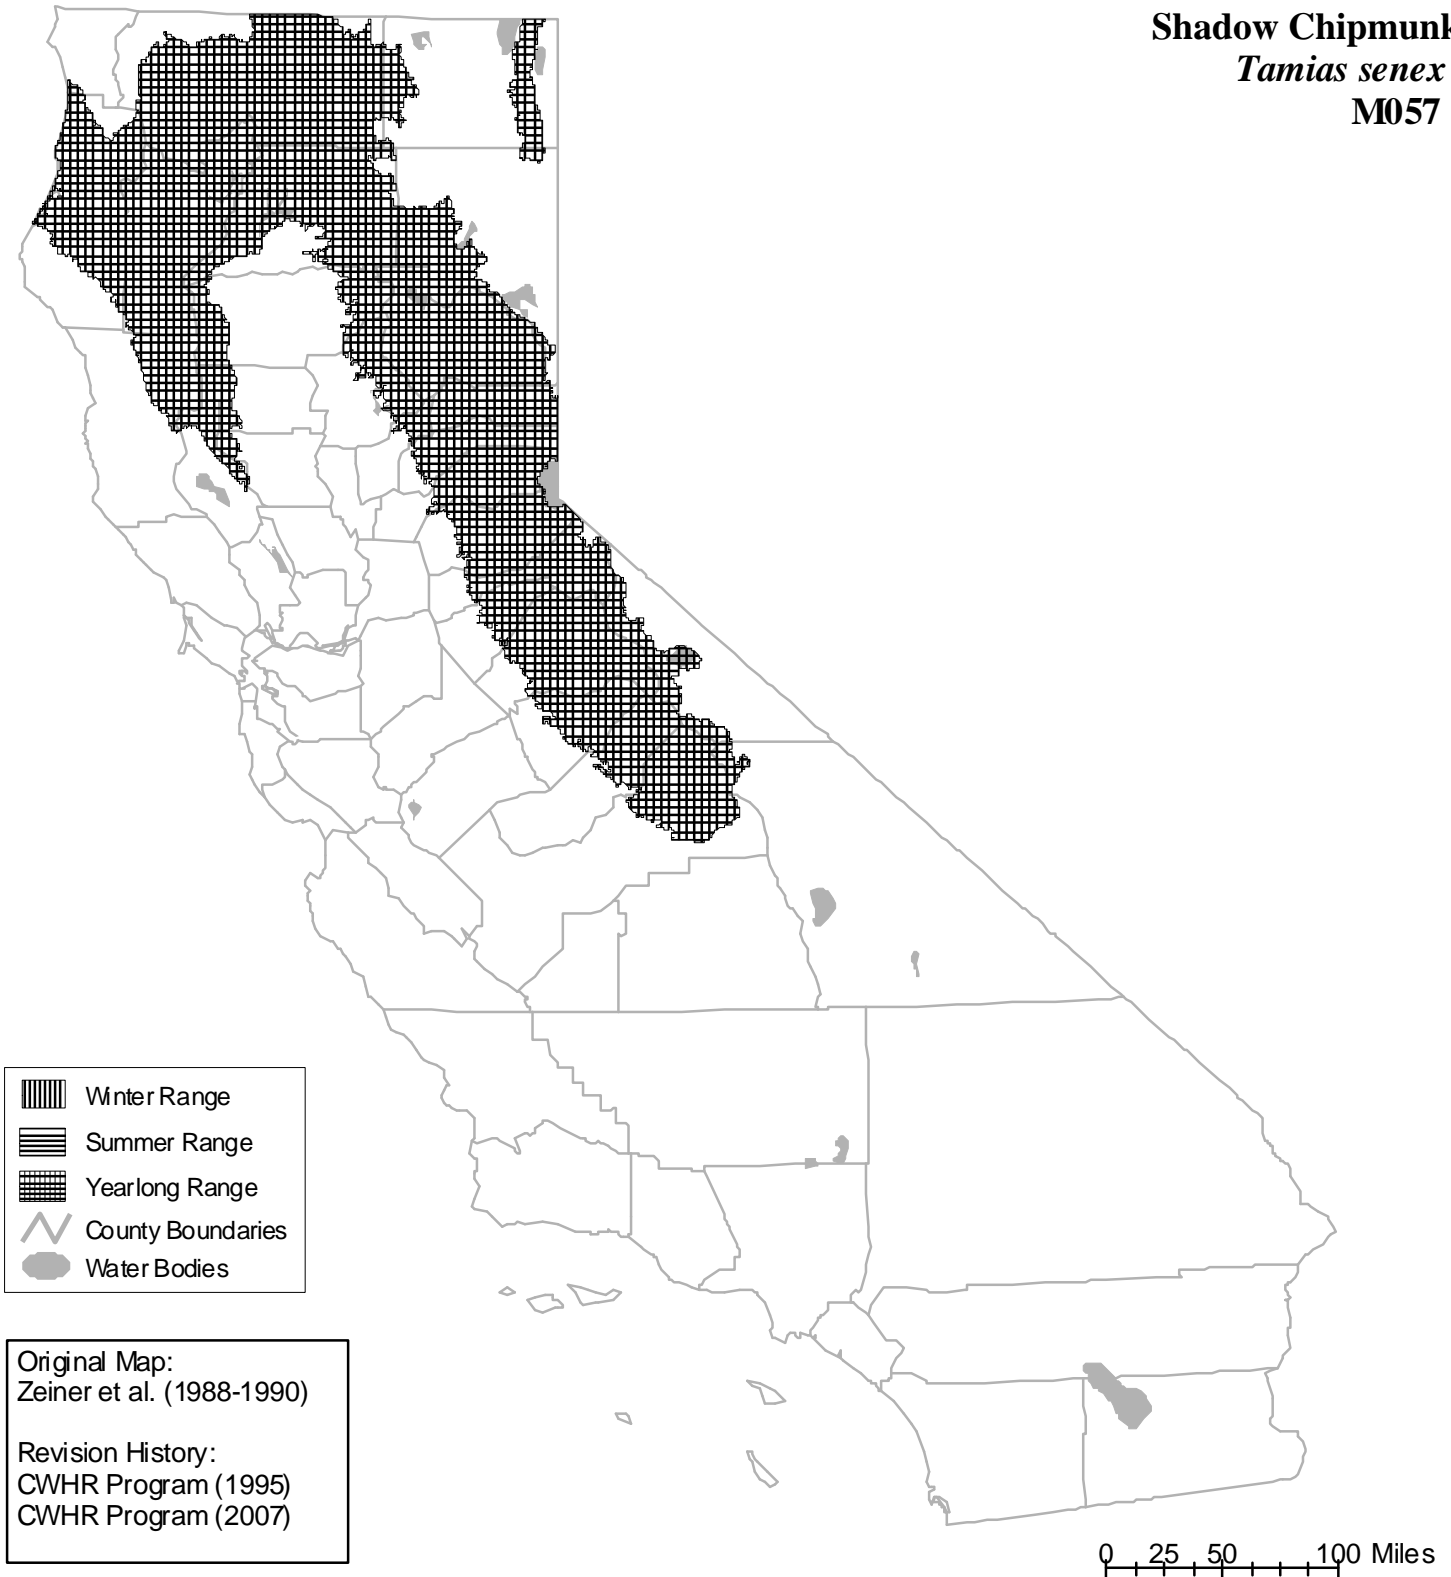 Shadow Chipmunk
Tamias senex
M057
Winter Range
Summer Range
Yearlong Range
County Boundaries
Water Bodies
Original Map:
Zeiner et al. (1988-1990)
Revision History:
CWHR Program (1995)
CWHR Program (2007)
0 25 50 100 Miles